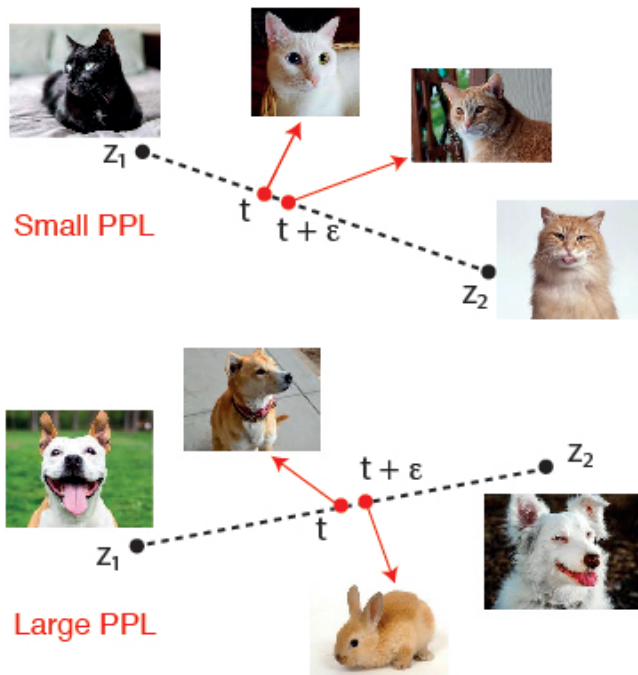 z₁
t
t + ε
Small PPL
z₂
z₂
t + ε
t
z₁
Large PPL